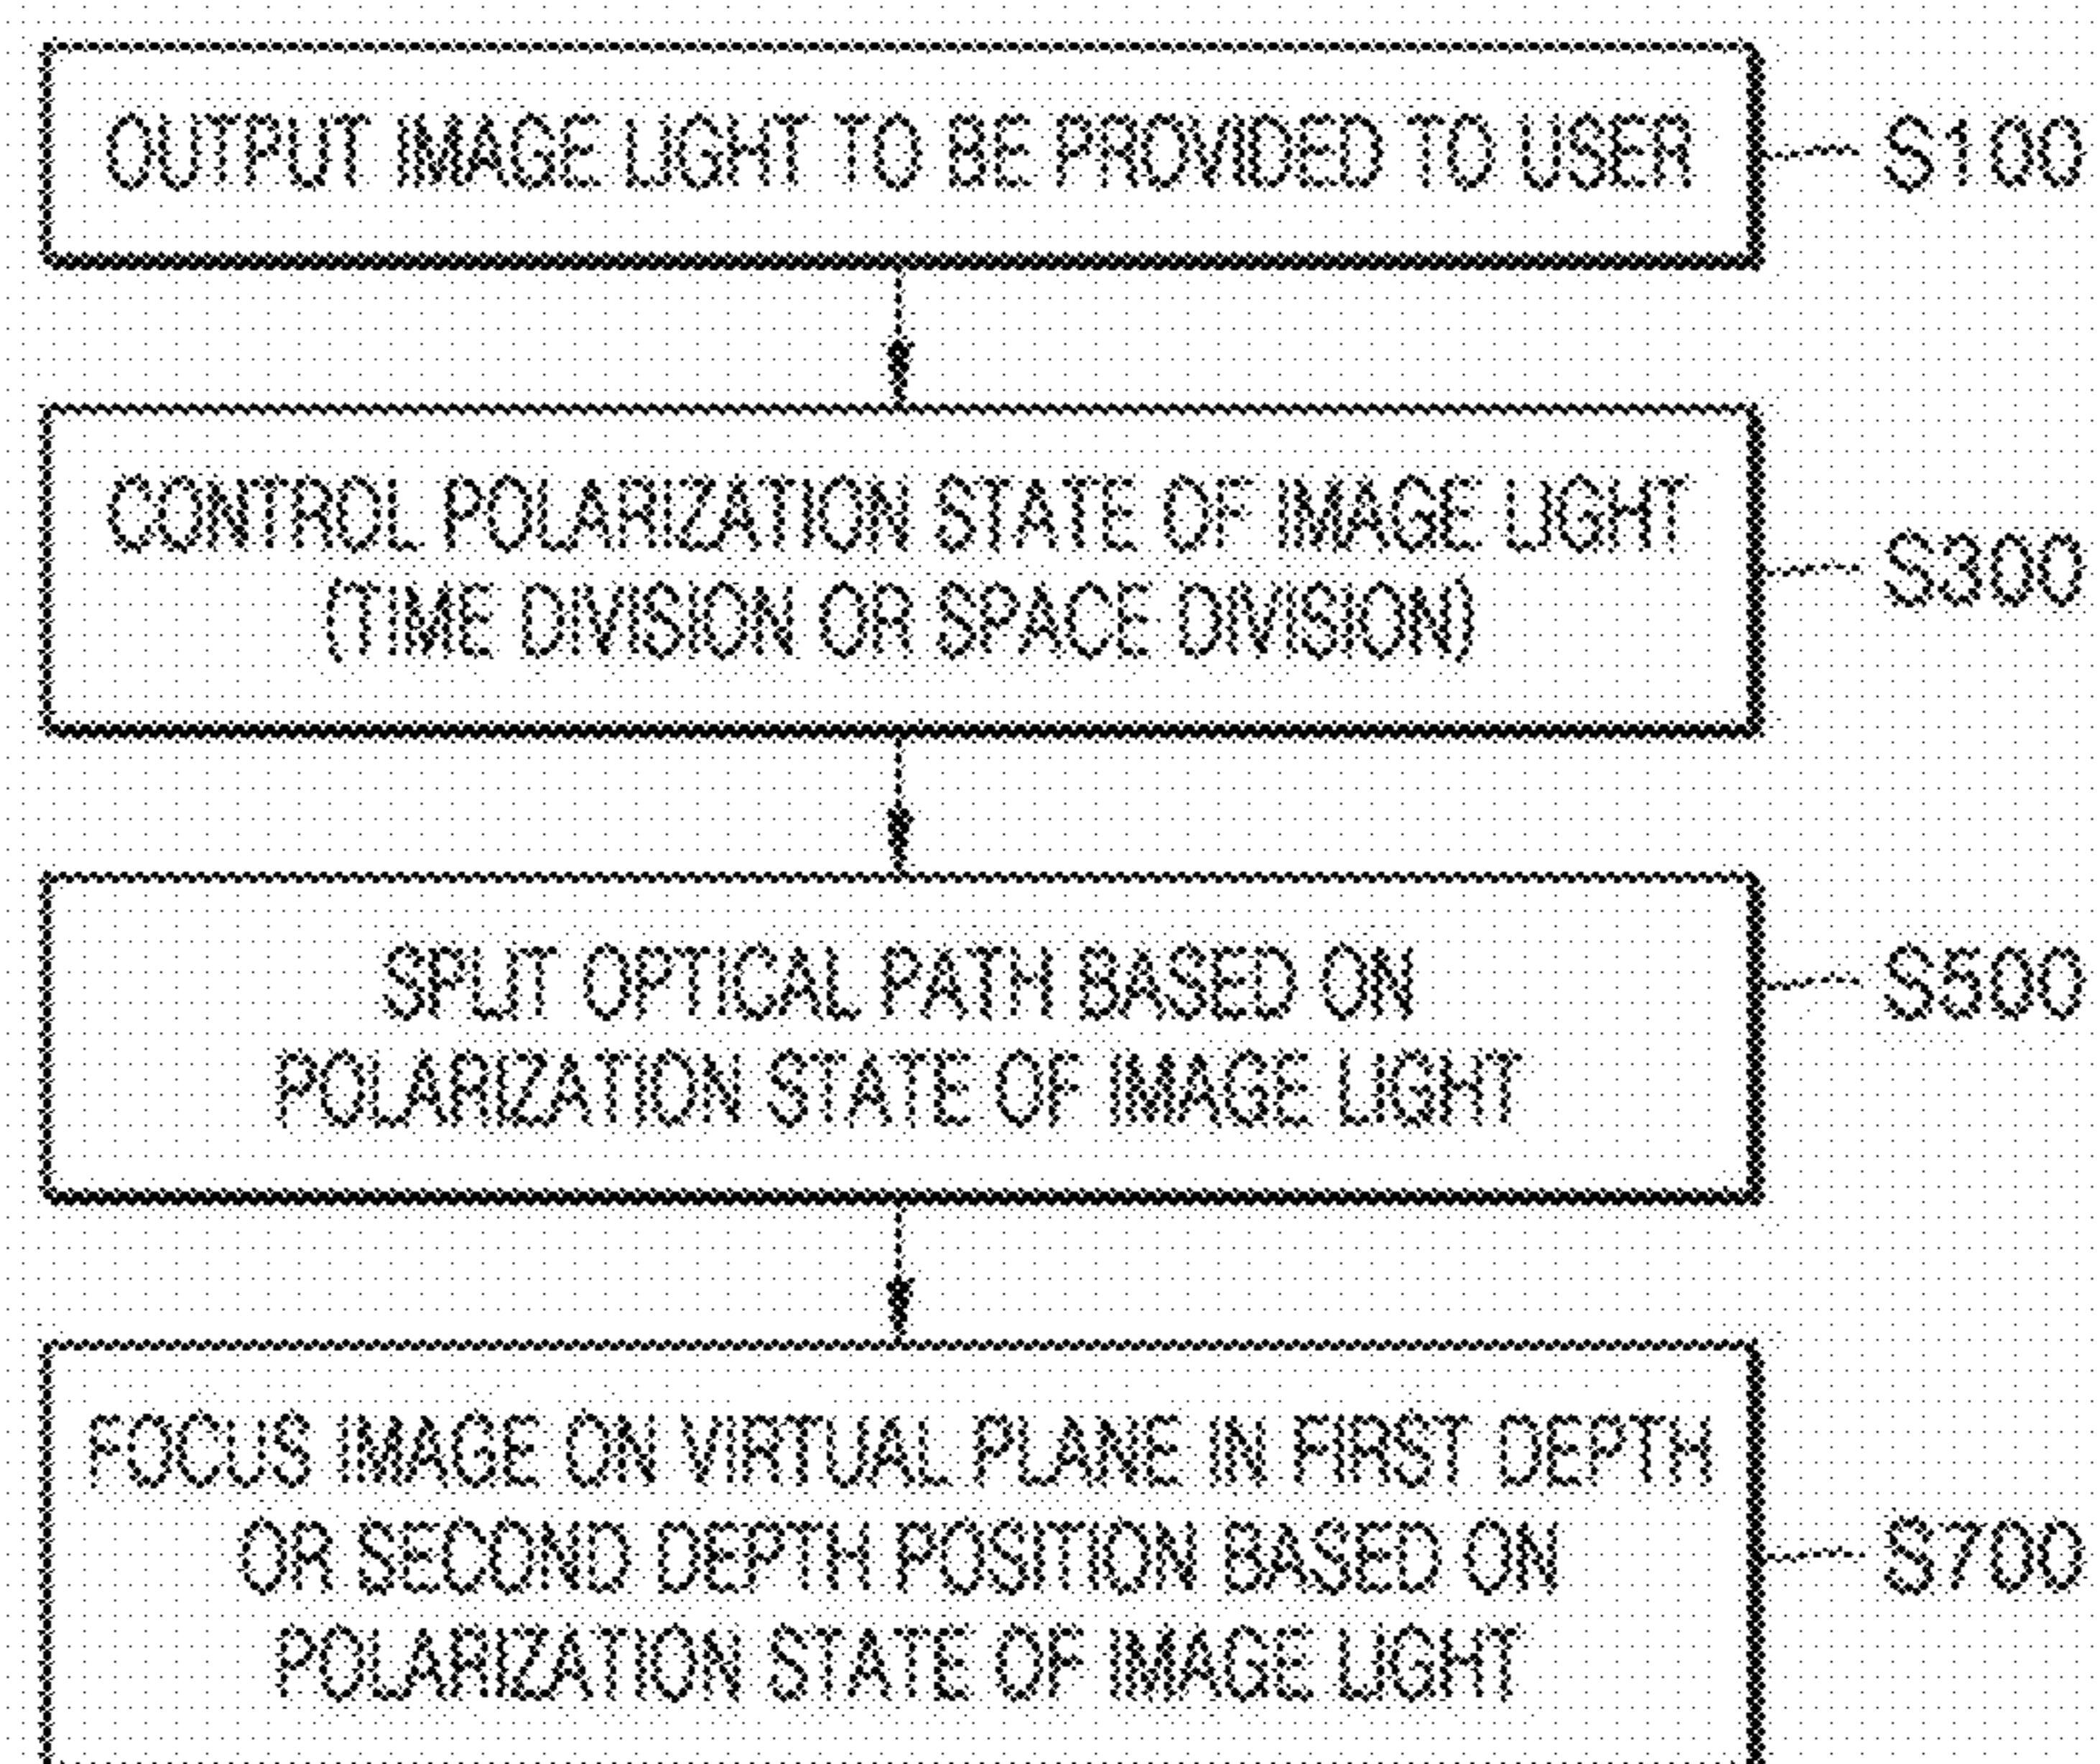 OUTPUT IMAGE LIGHT TO BE PROVIDED TO USER
S100
CONTROL POLARIZATION STATE OF IMAGE LIGHT
(TIME DIVISION OR SPACE DIVISION)
S300
SPLIT OPTICAL PATH BASED ON
POLARIZATION STATE OF IMAGE LIGHT
S500
FOCUS IMAGE ON VIRTUAL PLANE IN FIRST DEPTH
OR SECOND DEPTH POSITION BASED ON
POLARIZATION STATE OF IMAGE LIGHT
S700